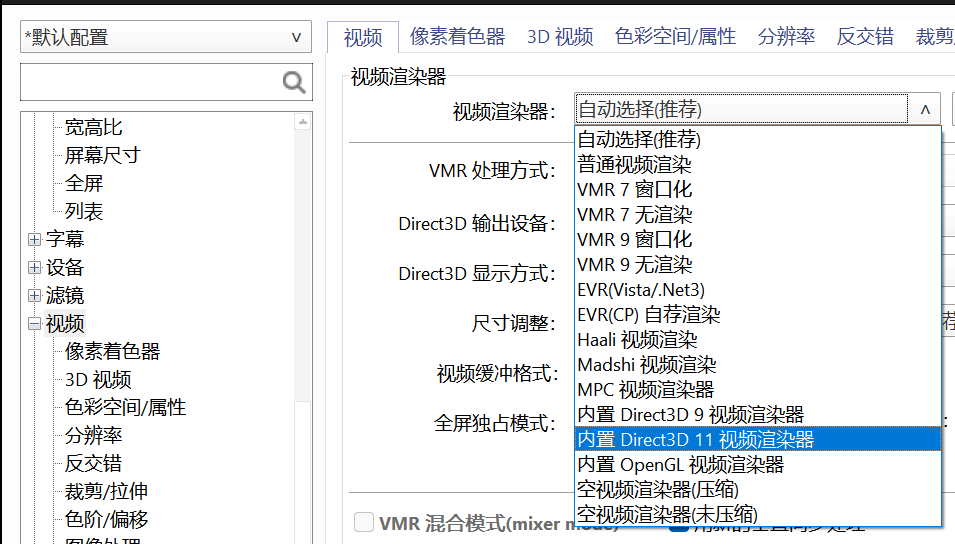 *默认配置
视频 像素着色器 3D 视频 色彩空间/属性 分辨率 反交错 裁剪
宽高比
屏幕尺寸
全屏
列表
字幕
设备
滤镜
视频
像素着色器
3D 视频
色彩空间/属性
分辨率
反交错
裁剪/拉伸
色阶/偏移
图像处理
视频渲染器
视频渲染器: 自动选择(推荐)
自动选择(推荐)
普通视频渲染
VMR 7 窗口化
VMR 7 无渲染
VMR 9 窗口化
VMR 9 无渲染
EVR(Vista/.Net3)
EVR(CP) 自荐渲染
Haali 视频渲染
Madshi 视频渲染
MPC 视频渲染器
内置 Direct3D 9 视频渲染器
内置 Direct3D 11 视频渲染器
内置 OpenGL 视频渲染器
空视频渲染器(压缩)
空视频渲染器(未压缩)
VMR 处理方式:
Direct3D 输出设备:
Direct3D 显示方式:
尺寸调整:
视频缓冲格式:
全屏独占模式:
VMR 混合模式(mixer mode)